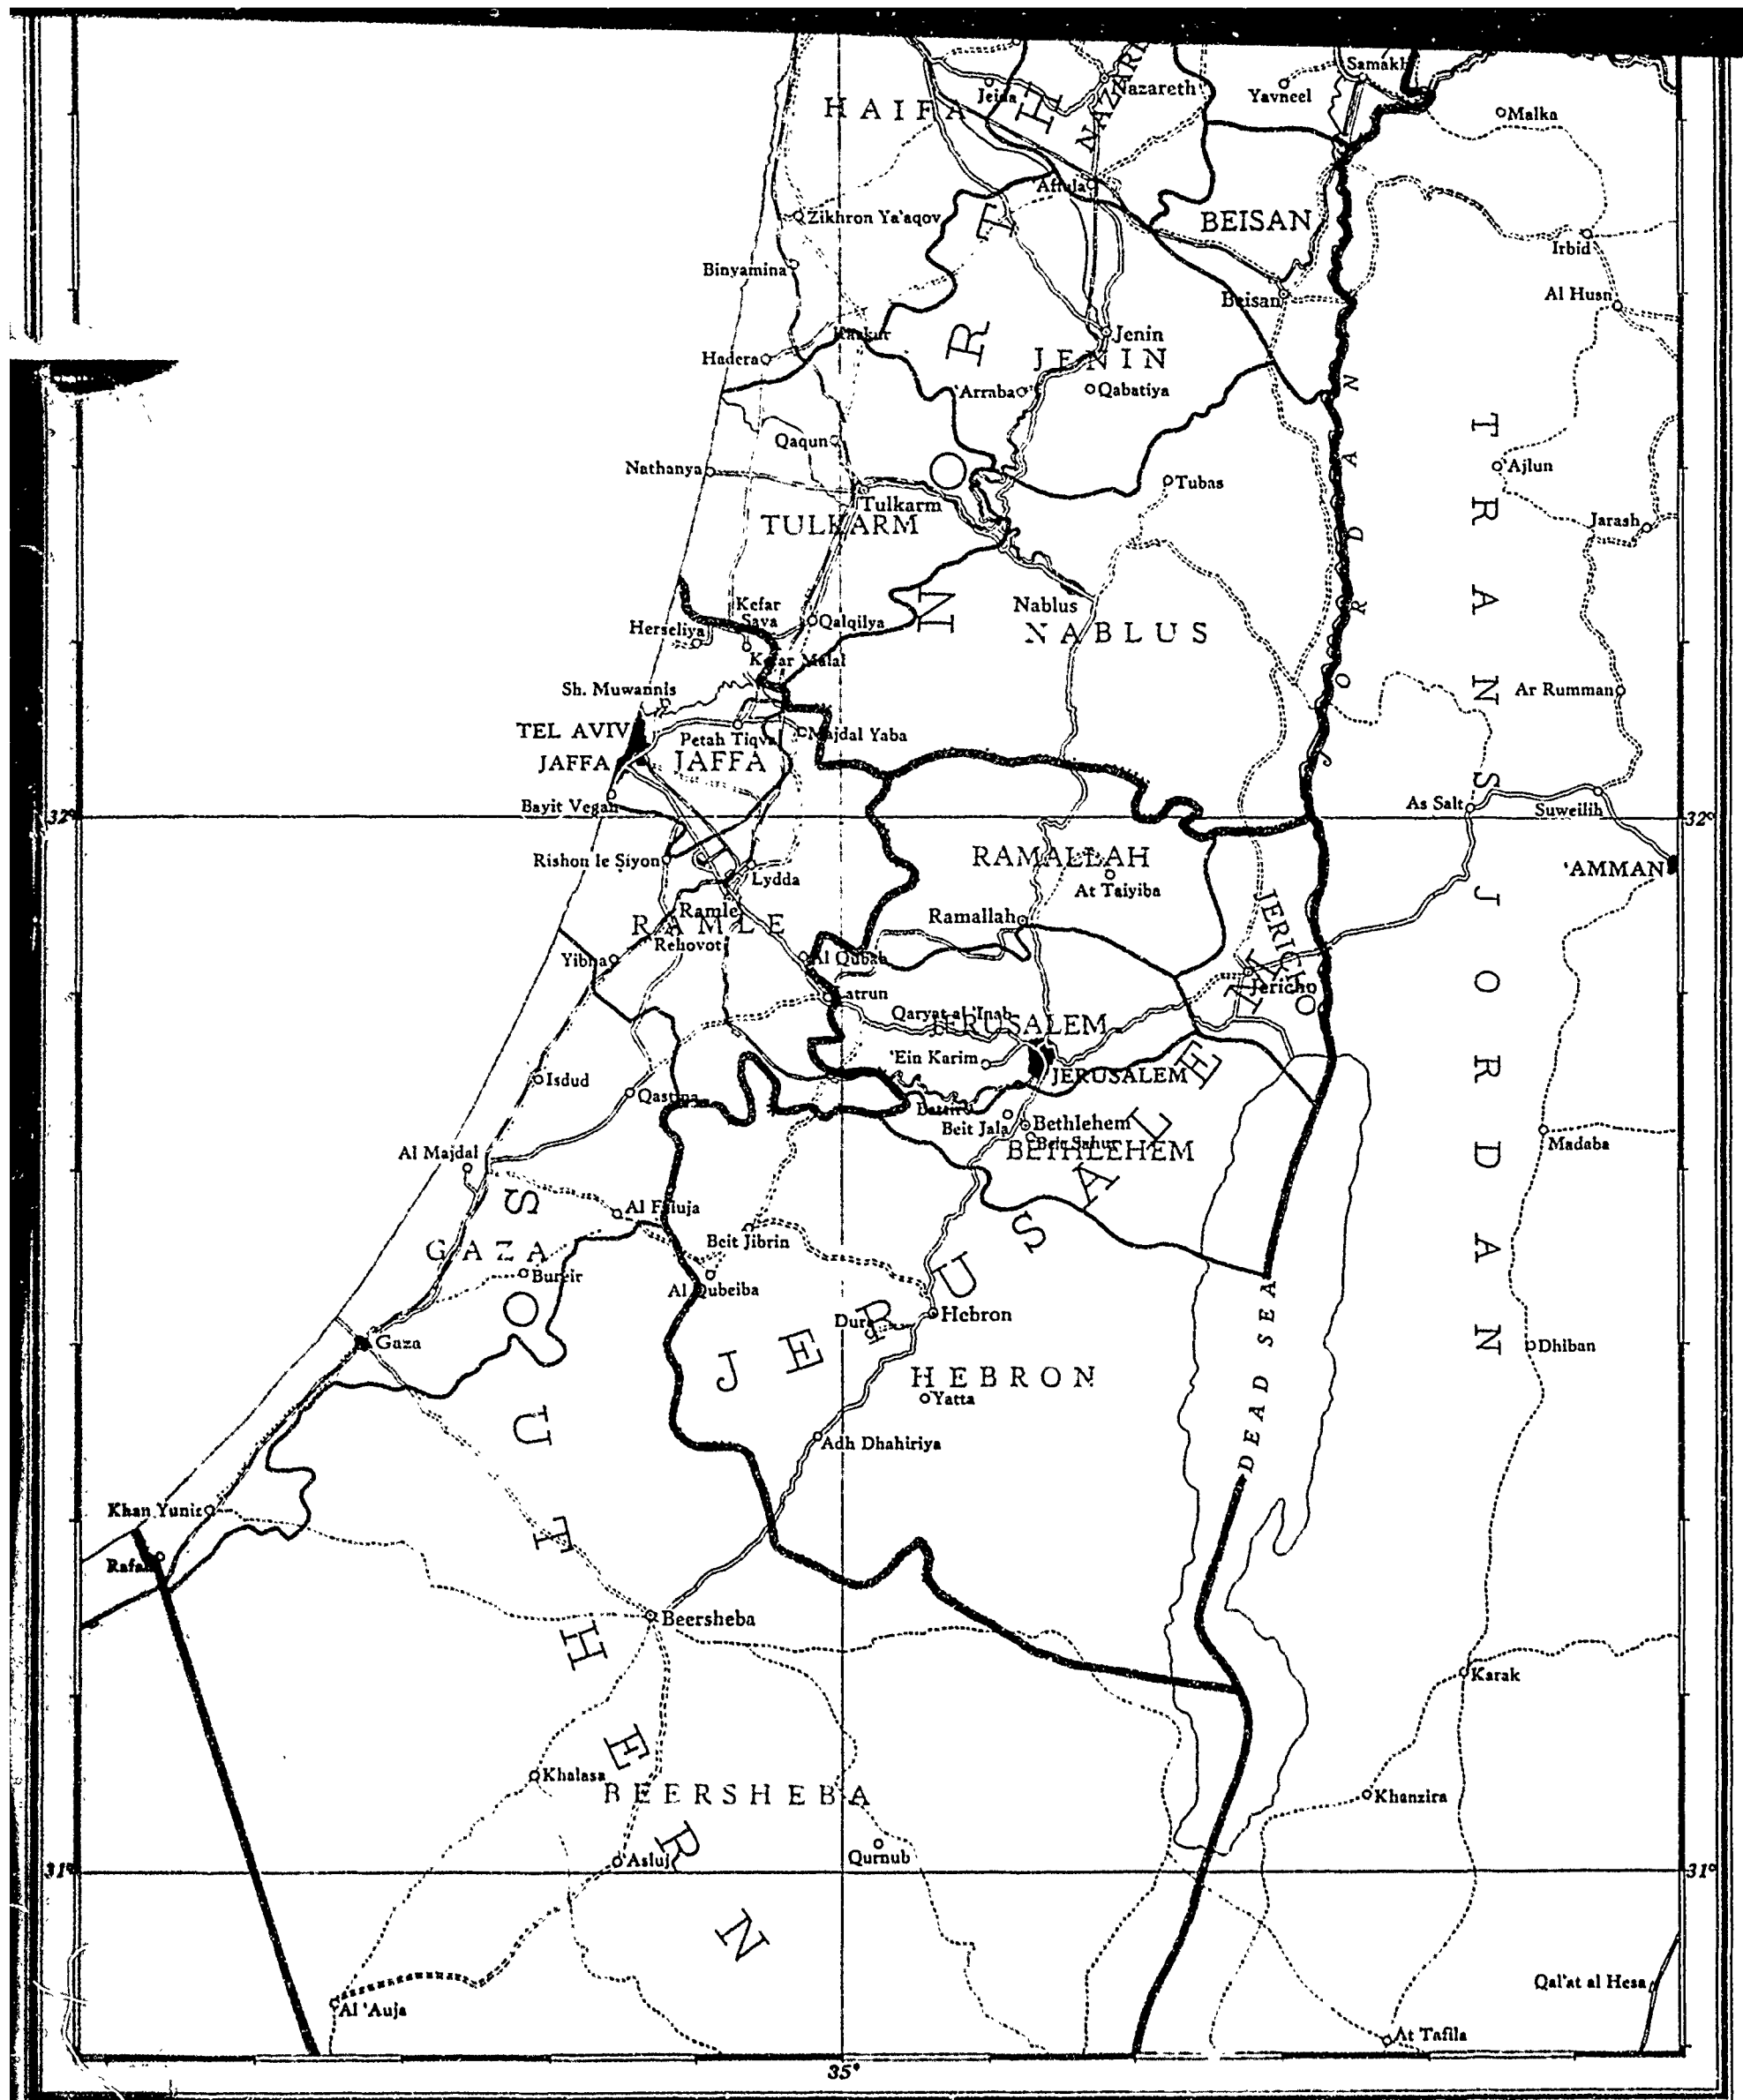 Samakh
Nazareth
Jeida
Yavneel
HAIFA
NAZARE
Malka
'Affula
Zikhron Ya'aqov
BEISAN
Irbid
Binyamina
Beisan
Al Husn
Karkur
Jenin
Hadera
JENIN
'Arraba
Qabatiya
Qaqun
Nathanya
Tubas
'Ajlun
Tulkarm
TULKARM
Jarash
NORTH
JORDAN
TRANSJORDAN
Kefar
Sava
Nablus
Herseliya
Qalqilya
NABLUS
Kefar Malal
Sh. Muwannis
Ar Rumman
TEL AVIV
Petah Tiqva
Majdal Yaba
JAFFA
JAFFA
Bayit Vegan
As Salt
Suweilih
32°
32°
Rishon le Siyon
RAMALLAH
'AMMAN
Lydda
At Taiyiba
Ramle
Ramallah
JERICHO
RAMLE
Rehovot
Yibna
Al Qubab
Jericho
Latrun
Qaryat al 'Inab
JERUSALEM
'Ein Karim
JERUSALEM
Isdud
Qastina
Battir
Beit Jala
Bethlehem
Beit Sahur
BETHLEHEM
Madaba
Al Majdal
Al Faluja
Beit Jibrin
GAZA
Bureir
Al Qubeiba
Dura
Hebron
Gaza
DEAD SEA
Dhiban
JERUSALEM
HEBRON
Yatta
Adh Dhahiriya
Khan Yunis
Rafah
Beersheba
SOUTHERN
Karak
Khalasa
BEERSHEBA
Khanzira
Asluj
Qurnub
31°
31°
Qal'at al Hesa
Al 'Auja
At Tafila
35°